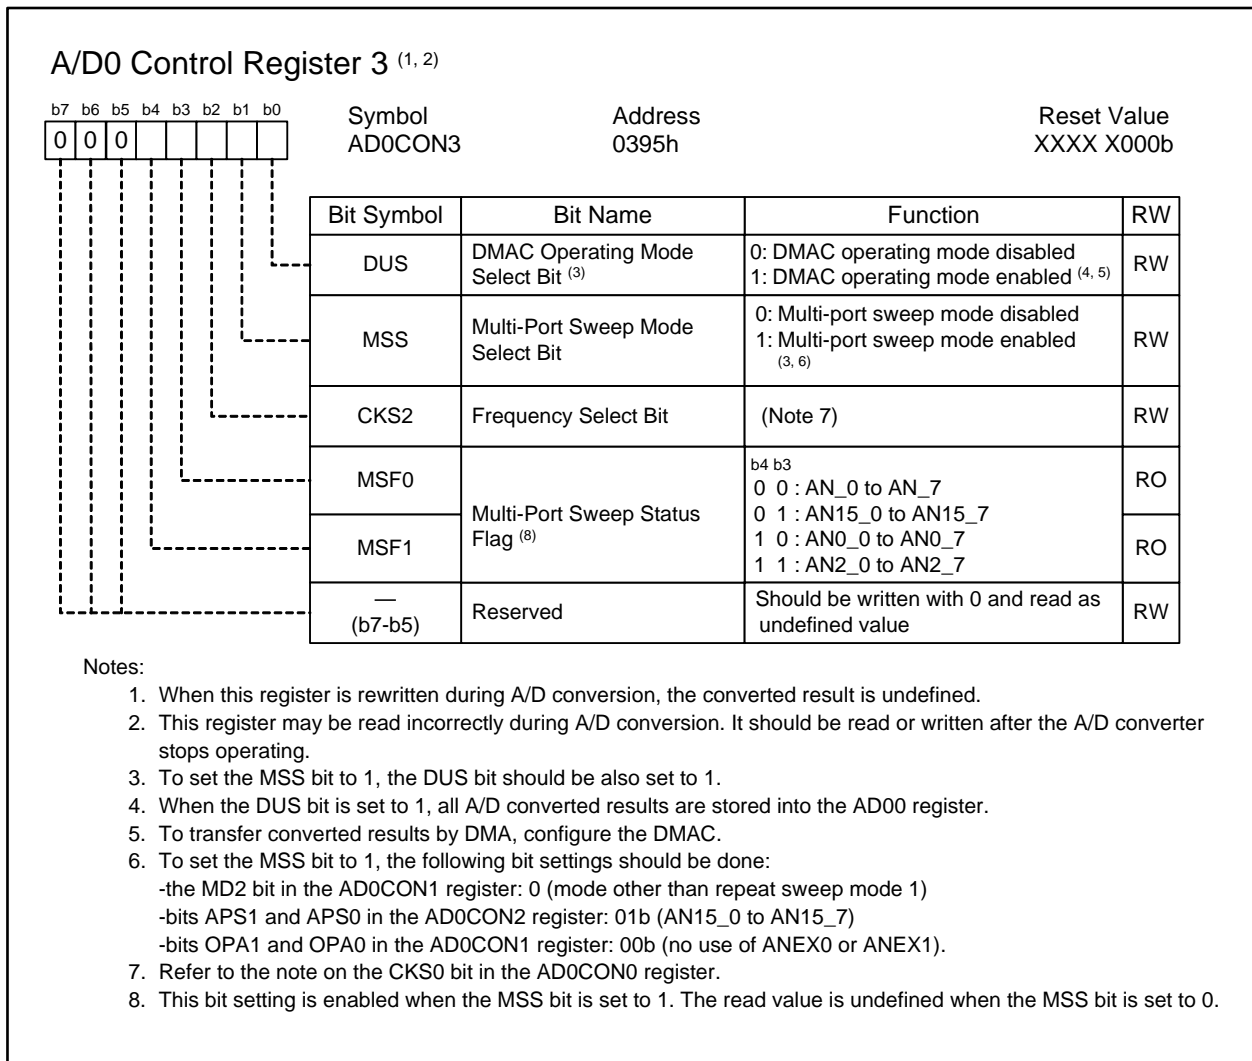 A/D0 Control Register 3 (1, 2)
b7 b6 b5 b4 b3 b2 b1 b0
0 0 0
Symbol Address Reset Value
AD0CON3 0395h XXXX X000b
Bit Symbol Bit Name Function RW
DUS DMAC Operating Mode Select Bit (3) 0: DMAC operating mode disabled RW
1: DMAC operating mode enabled (4, 5)
MSS Multi-Port Sweep Mode Select Bit 0: Multi-port sweep mode disabled RW
1: Multi-port sweep mode enabled
(3, 6)
CKS2 Frequency Select Bit (Note 7) RW
MSF0 Multi-Port Sweep Status Flag (8) b4 b3 RO
0 0 : AN_0 to AN_7
0 1 : AN15_0 to AN15_7
MSF1 1 0 : AN0_0 to AN0_7 RO
1 1 : AN2_0 to AN2_7
— (b7-b5) Reserved Should be written with 0 and read as RW
undefined value
Notes:
1. When this register is rewritten during A/D conversion, the converted result is undefined.
2. This register may be read incorrectly during A/D conversion. It should be read or written after the A/D converter
stops operating.
3. To set the MSS bit to 1, the DUS bit should be also set to 1.
4. When the DUS bit is set to 1, all A/D converted results are stored into the AD00 register.
5. To transfer converted results by DMA, configure the DMAC.
6. To set the MSS bit to 1, the following bit settings should be done:
-the MD2 bit in the AD0CON1 register: 0 (mode other than repeat sweep mode 1)
-bits APS1 and APS0 in the AD0CON2 register: 01b (AN15_0 to AN15_7)
-bits OPA1 and OPA0 in the AD0CON1 register: 00b (no use of ANEX0 or ANEX1).
7. Refer to the note on the CKS0 bit in the AD0CON0 register.
8. This bit setting is enabled when the MSS bit is set to 1. The read value is undefined when the MSS bit is set to 0.